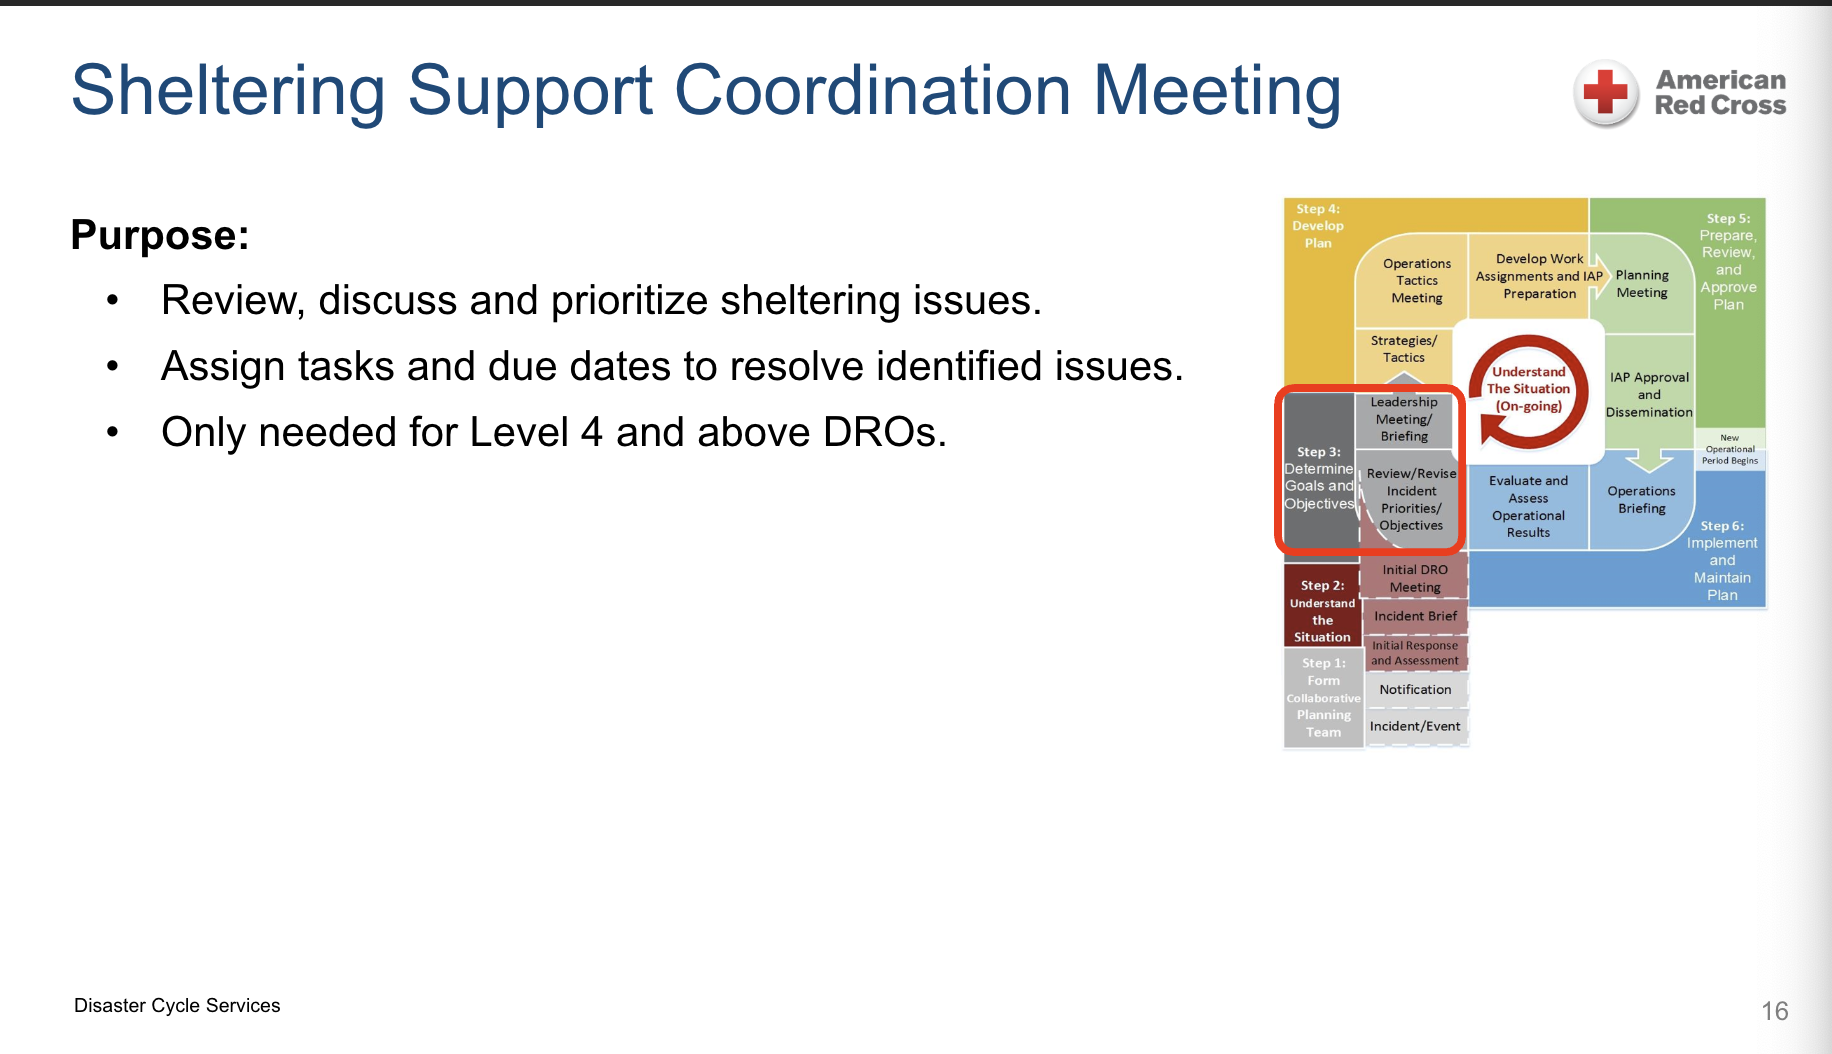 Sheltering Support Coordination Meeting
American
Red Cross
Purpose:
• Review, discuss and prioritize sheltering issues.
• Assign tasks and due dates to resolve identified issues.
• Only needed for Level 4 and above DROs.
Step 4:
Develop
Plan
Operations
Tactics
Meeting
Develop Work
Assignments and IAP
Preparation
Planning
Meeting
Step 5:
Prepare,
Review,
and
Approve
Plan
Strategies/
Tactics
Understand
The Situation
(On-going)
IAP Approval
and
Dissemination
Leadership
Meeting/
Briefing
Step 3:
Determine
Goals and
Objectives
Review/Revise
Incident
Priorities/
Objectives
Evaluate and
Assess
Operational
Results
Operations
Briefing
New
Operational
Period Begins
Step 6:
Implement
and
Maintain
Plan
Step 2:
Understand
the
Situation
Initial DRO
Meeting
Incident Brief
Initial Response
and Assessment
Step 1:
Form
Collaborative
Planning
Team
Notification
Incident/Event
Disaster Cycle Services
16